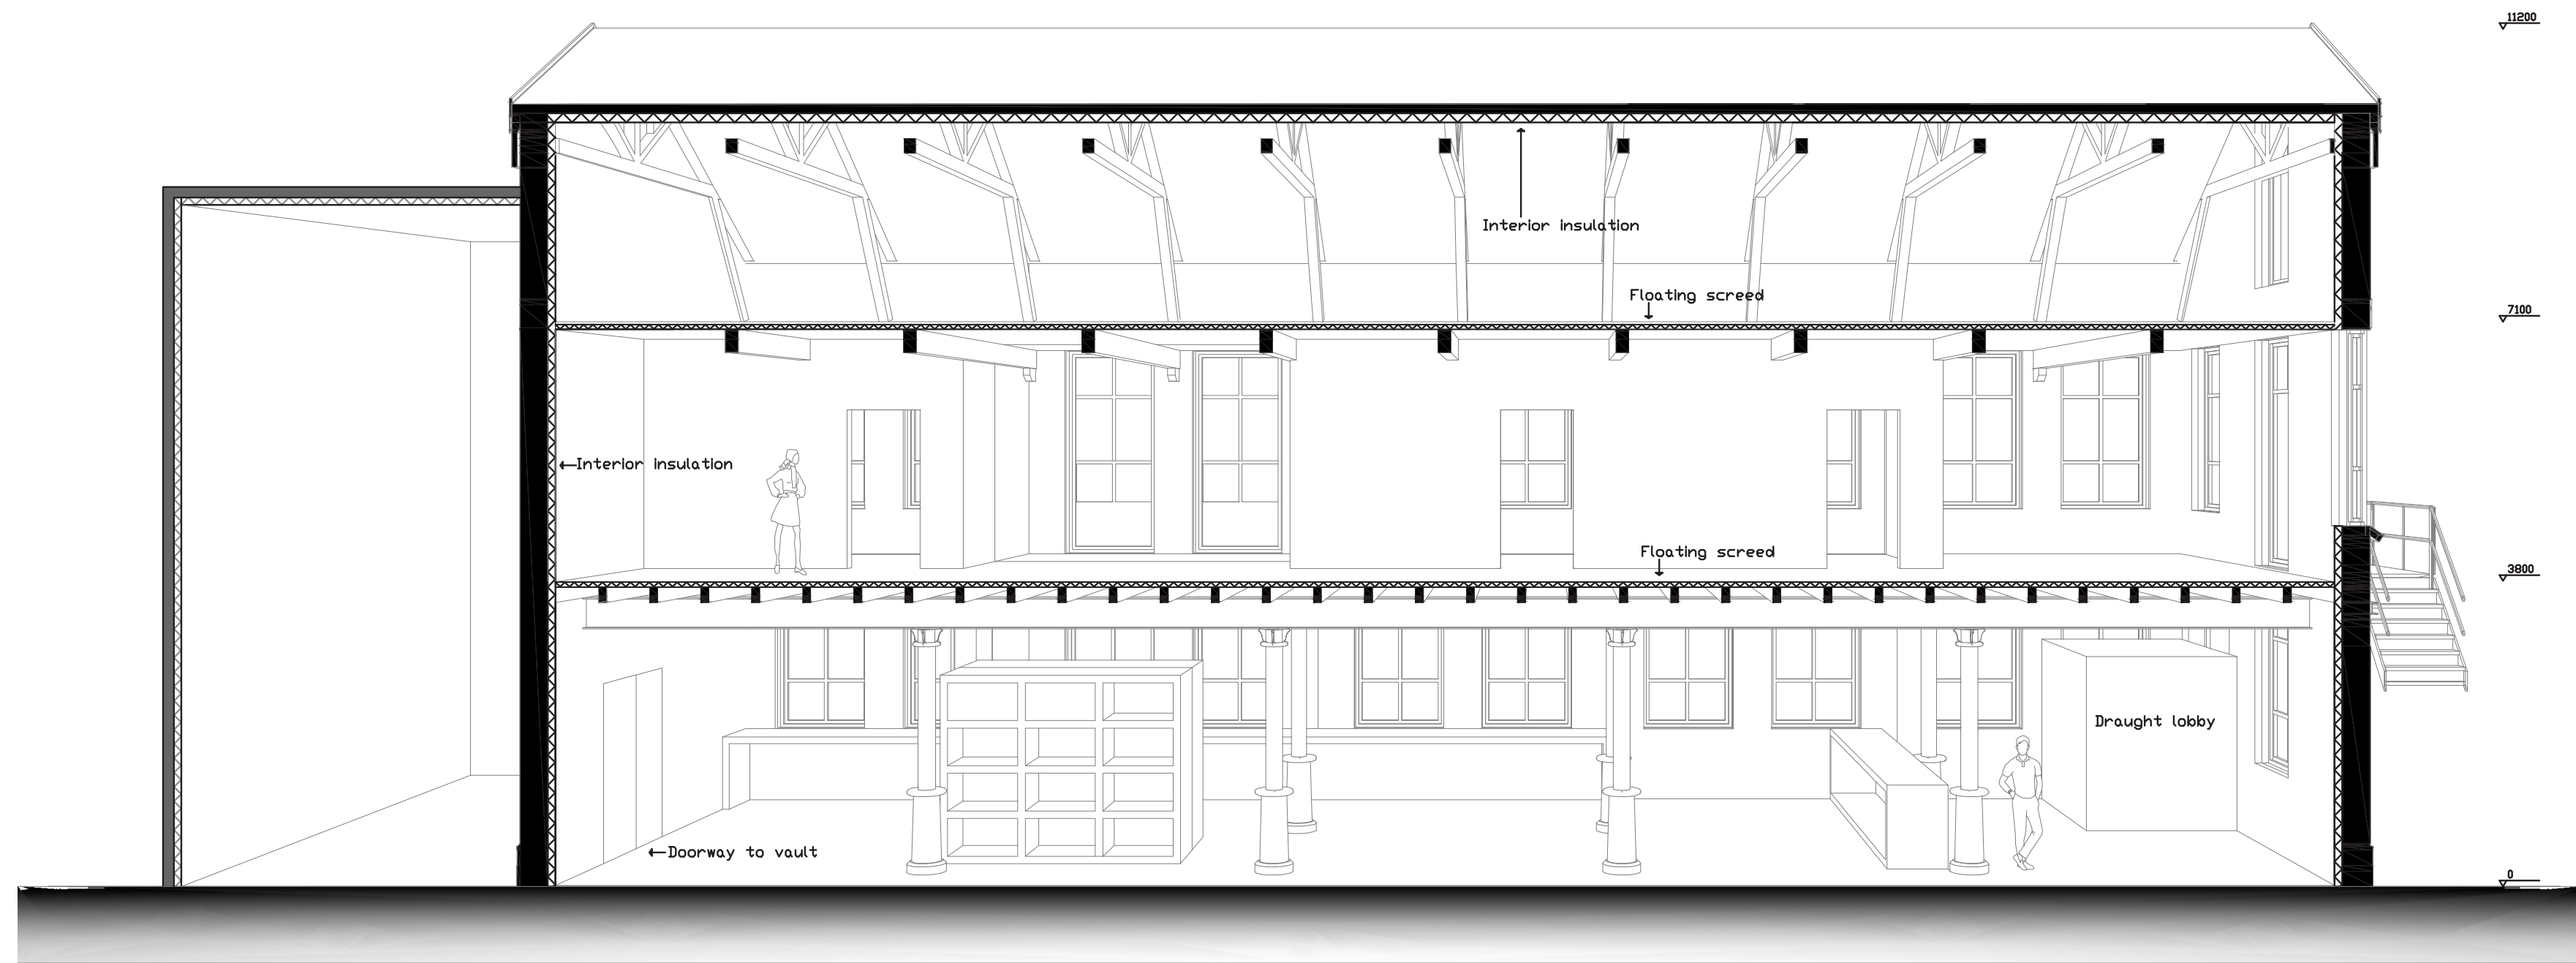 11200
Interior insulation
Floating screed
7100
Interior insulation
Floating screed
3800
Draught lobby
Doorway to vault
0